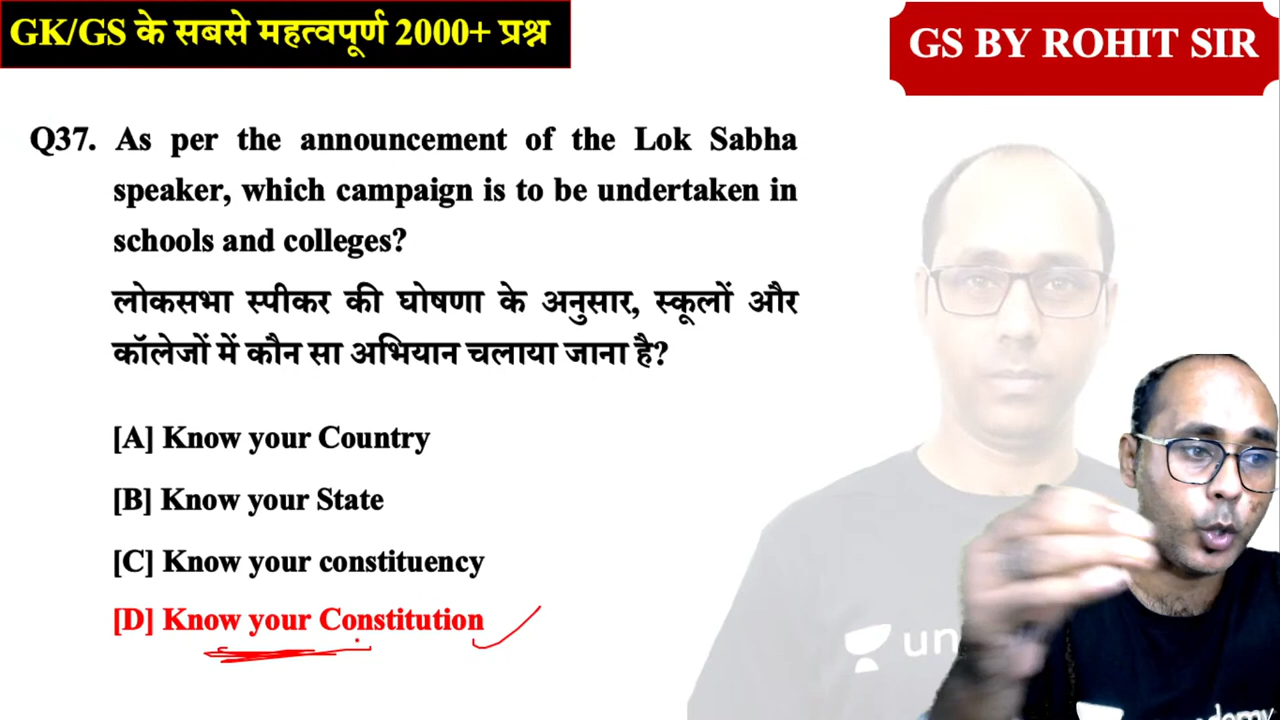 GK/GS के सबसे महत्वपूर्ण 2000+ प्रश्न
GS BY ROHIT SIR
Q37. As per the announcement of the Lok Sabha
speaker, which campaign is to be undertaken in
schools and colleges?
लोकसभा स्पीकर की घोषणा के अनुसार, स्कूलों और
कॉलेजों में कौन सा अभियान चलाया जाना है?
[A] Know your Country
[B] Know your State
[C] Know your constituency
[D] Know your Constitution